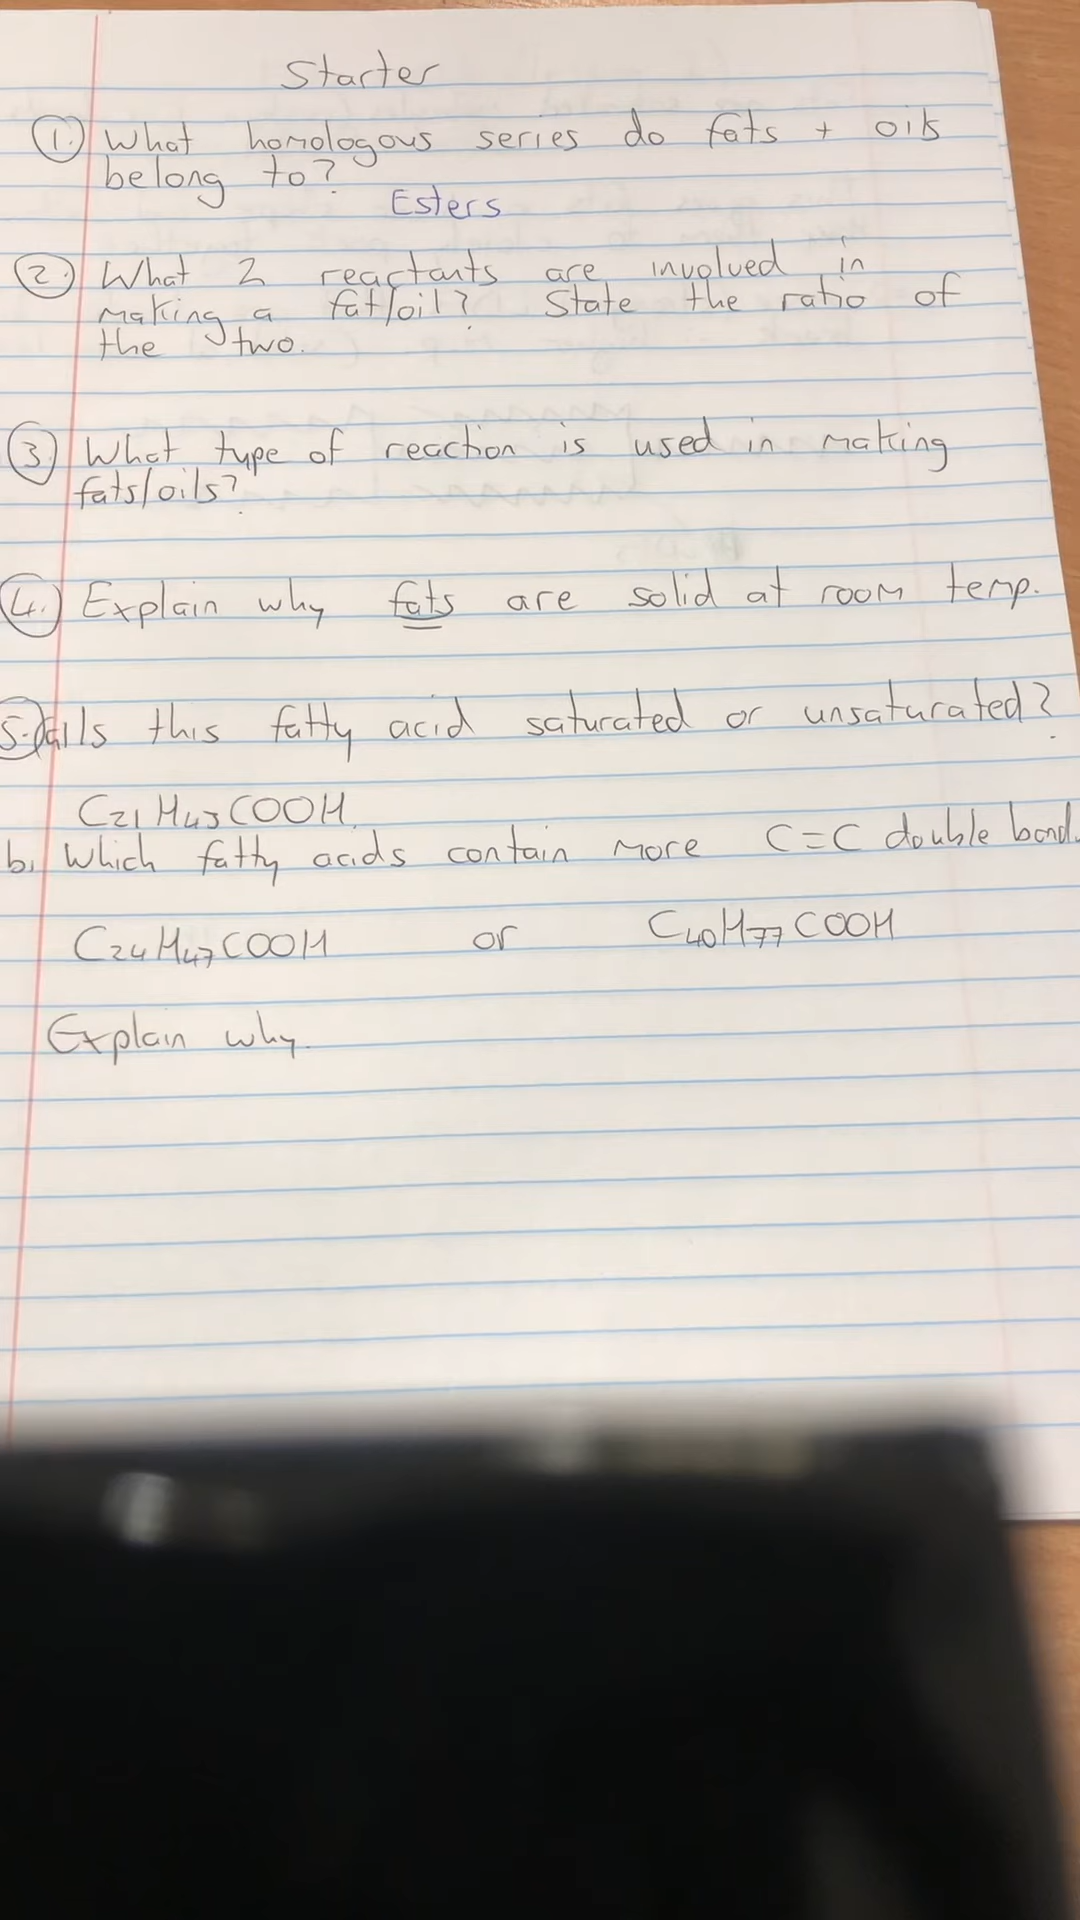 Starter
1. What homologous series do fats + oils
belong to?
Esters
2. What 2 reactants are involved in
making a fat/oil? State the ratio of
the two.
3. What type of reaction is used in making
fats/oils?
4. Explain why fats are solid at room temp.
5.a Is this fatty acid saturated or unsaturated?
C₂₁H₄₃COOH
b. Which fatty acids contain more C=C double bond.
C₂₄H₄₇COOH or C₄₀H₇₇COOH
Explain why.